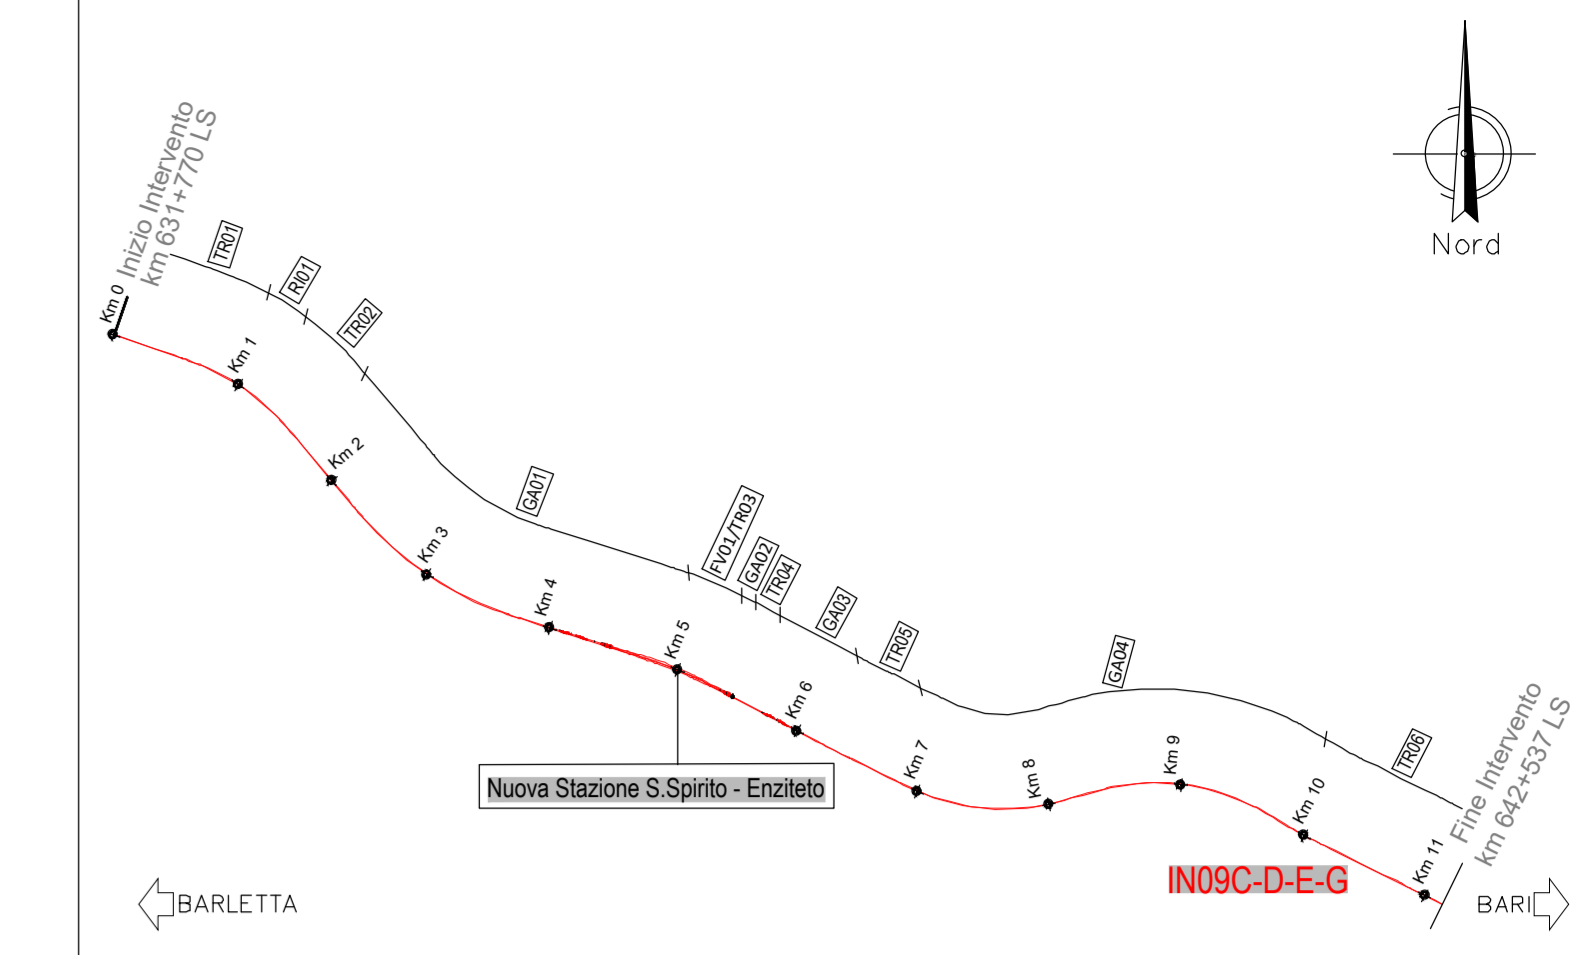 Nord
Inizio Intervento
km 631+770 LS
TR01
RI01
TR02
GA01
FV01/TR03
GA02
TR04
GA03
TR05
GA04
TR06
Km 0
Km 1
Km 2
Km 3
Km 4
Km 5
Km 6
Km 7
Km 8
Km 9
Km 10
Km 11
Fine Intervento
km 642+537 LS
Nuova Stazione S.Spirito - Enziteto
IN09C-D-E-G
BARLETTA
BARI